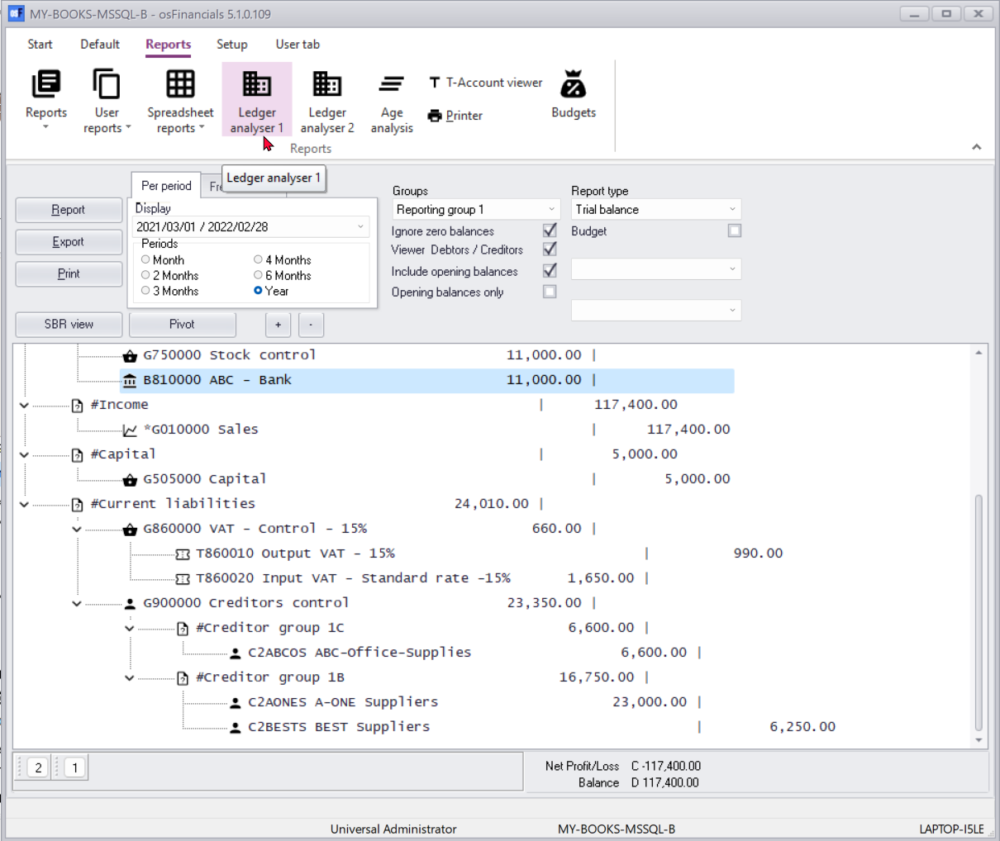 MY-BOOKS-MSSQL-B - osFinancials 5.1.0.109
Start Default Reports Setup User tab
Reports
User reports
Spreadsheet reports
Ledger analyser 1
Ledger analyser 2
Age analysis
T-Account viewer
Printer
Budgets
Reports
Ledger analyser 1
Report
Export
Print
SBR view
Per period
Display
2021/03/01 / 2022/02/28
Periods
Month 4 Months
2 Months 6 Months
3 Months Year
Pivot + -
Groups
Reporting group 1
Ignore zero balances
Viewer Debtors / Creditors
Include opening balances
Opening balances only
Report type
Trial balance
Budget
G750000 Stock control 11,000.00 |
B810000 ABC - Bank 11,000.00 |
#Income | 117,400.00
*G010000 Sales | 117,400.00
#Capital | 5,000.00
G505000 Capital | 5,000.00
#Current liabilities 24,010.00 |
G860000 VAT - Control - 15% 660.00 |
T860010 Output VAT - 15% | 990.00
T860020 Input VAT - Standard rate -15% 1,650.00 |
G900000 Creditors control 23,350.00 |
#Creditor group 1C 6,600.00 |
C2ABCOS ABC-Office-Supplies 6,600.00 |
#Creditor group 1B 16,750.00 |
C2AONES A-ONE Suppliers 23,000.00 |
C2BESTS BEST Suppliers | 6,250.00
2 1
Net Profit/Loss C -117,400.00
Balance D 117,400.00
Universal Administrator MY-BOOKS-MSSQL-B LAPTOP-I5LE